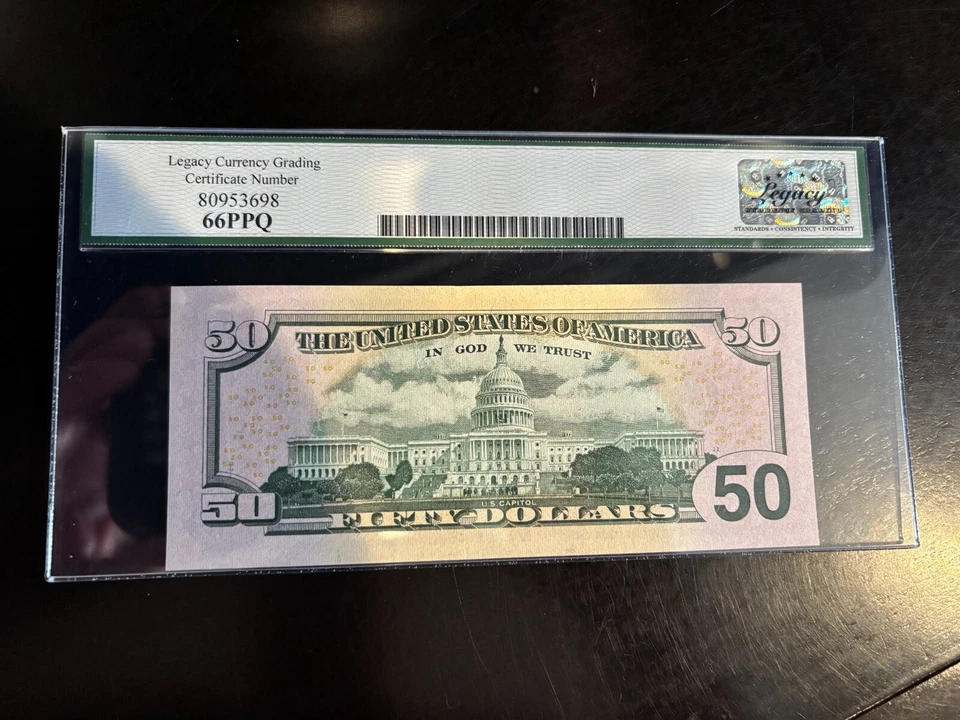 Legacy Currency Grading
Certificate Number
80953698
66PPQ
Legacy
STANDARDS • CONSISTENCY • INTEGRITY
50
THE UNITED STATES OF AMERICA
50
IN GOD WE TRUST
U.S. CAPITOL
50
FIFTY DOLLARS
50